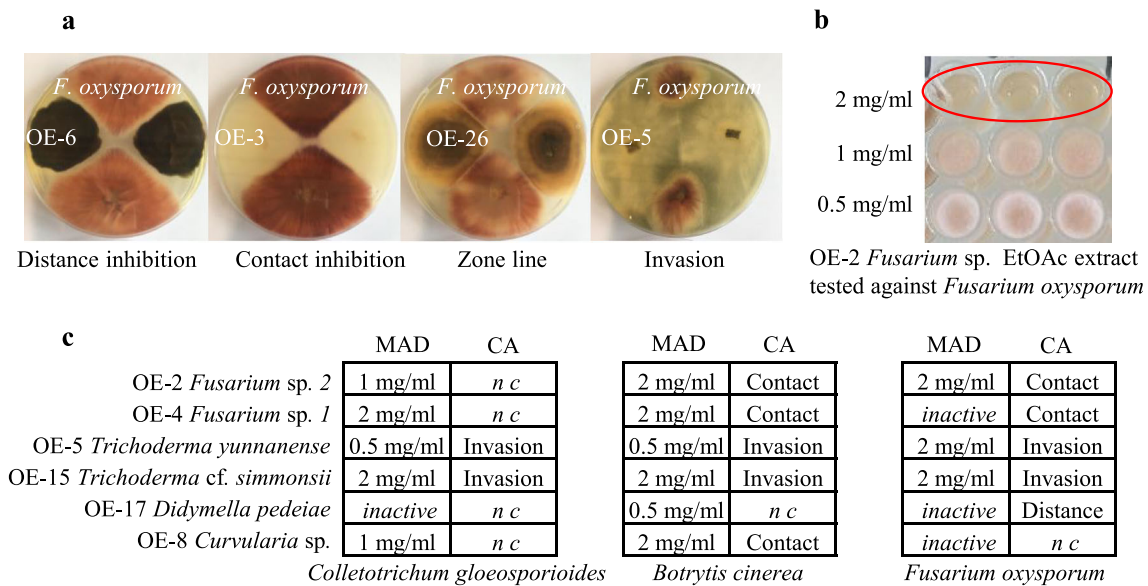 a
F. oxysporum F. oxysporum F. oxysporum F. oxysporum
OE-6 OE-3 OE-26 OE-5
Distance inhibition Contact inhibition Zone line Invasion
b
2 mg/ml
1 mg/ml
0.5 mg/ml
OE-2 Fusarium sp. EtOAc extract
tested against Fusarium oxysporum
c
MAD CA MAD CA MAD CA
OE-2 Fusarium sp. 2 1 mg/ml n c 2 mg/ml Contact 2 mg/ml Contact
OE-4 Fusarium sp. 1 2 mg/ml n c 2 mg/ml Contact inactive Contact
OE-5 Trichoderma yunnanense 0.5 mg/ml Invasion 0.5 mg/ml Invasion 2 mg/ml Invasion
OE-15 Trichoderma cf. simmonsii 2 mg/ml Invasion 2 mg/ml Invasion 2 mg/ml Invasion
OE-17 Didymella pedeiae inactive n c 0.5 mg/ml n c inactive Distance
OE-8 Curvularia sp. 1 mg/ml n c 2 mg/ml Contact inactive n c
Colletotrichum gloeosporioides Botrytis cinerea Fusarium oxysporum